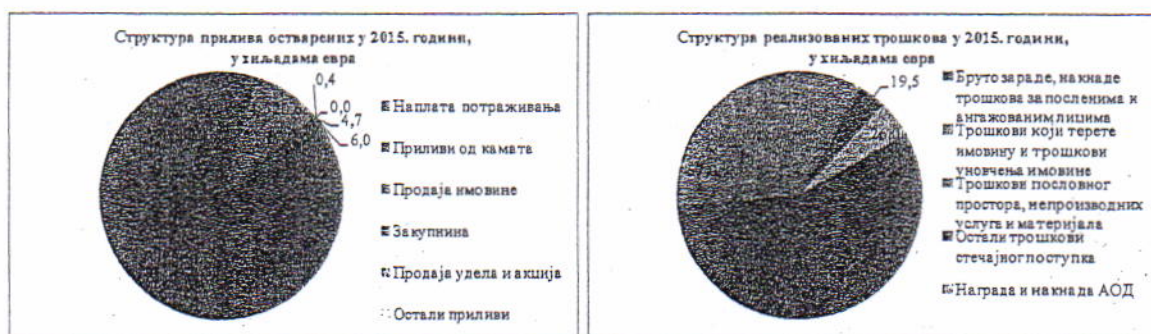 Структура прилива остварених у 2015. години,
у хиљадама евра
0,4
0,0
4,7
6,0
Наплата потраживања
Приливи од камата
Продаја имовине
Закупнина
Продаја удела и акција
Остали приливи
Структура реализованих трошкова у 2015. години,
у хиљадама евра
19,5
Бруто зараде, накнаде
трошкова запосленима и
ангажованим лицима
Трошкови који терете
имовину и трошкови
уновчења имовине
Трошкови пословног
простора, непроизводних
услуга и материјала
Остали трошкови
стечајног поступка
Награда и накнада АОД